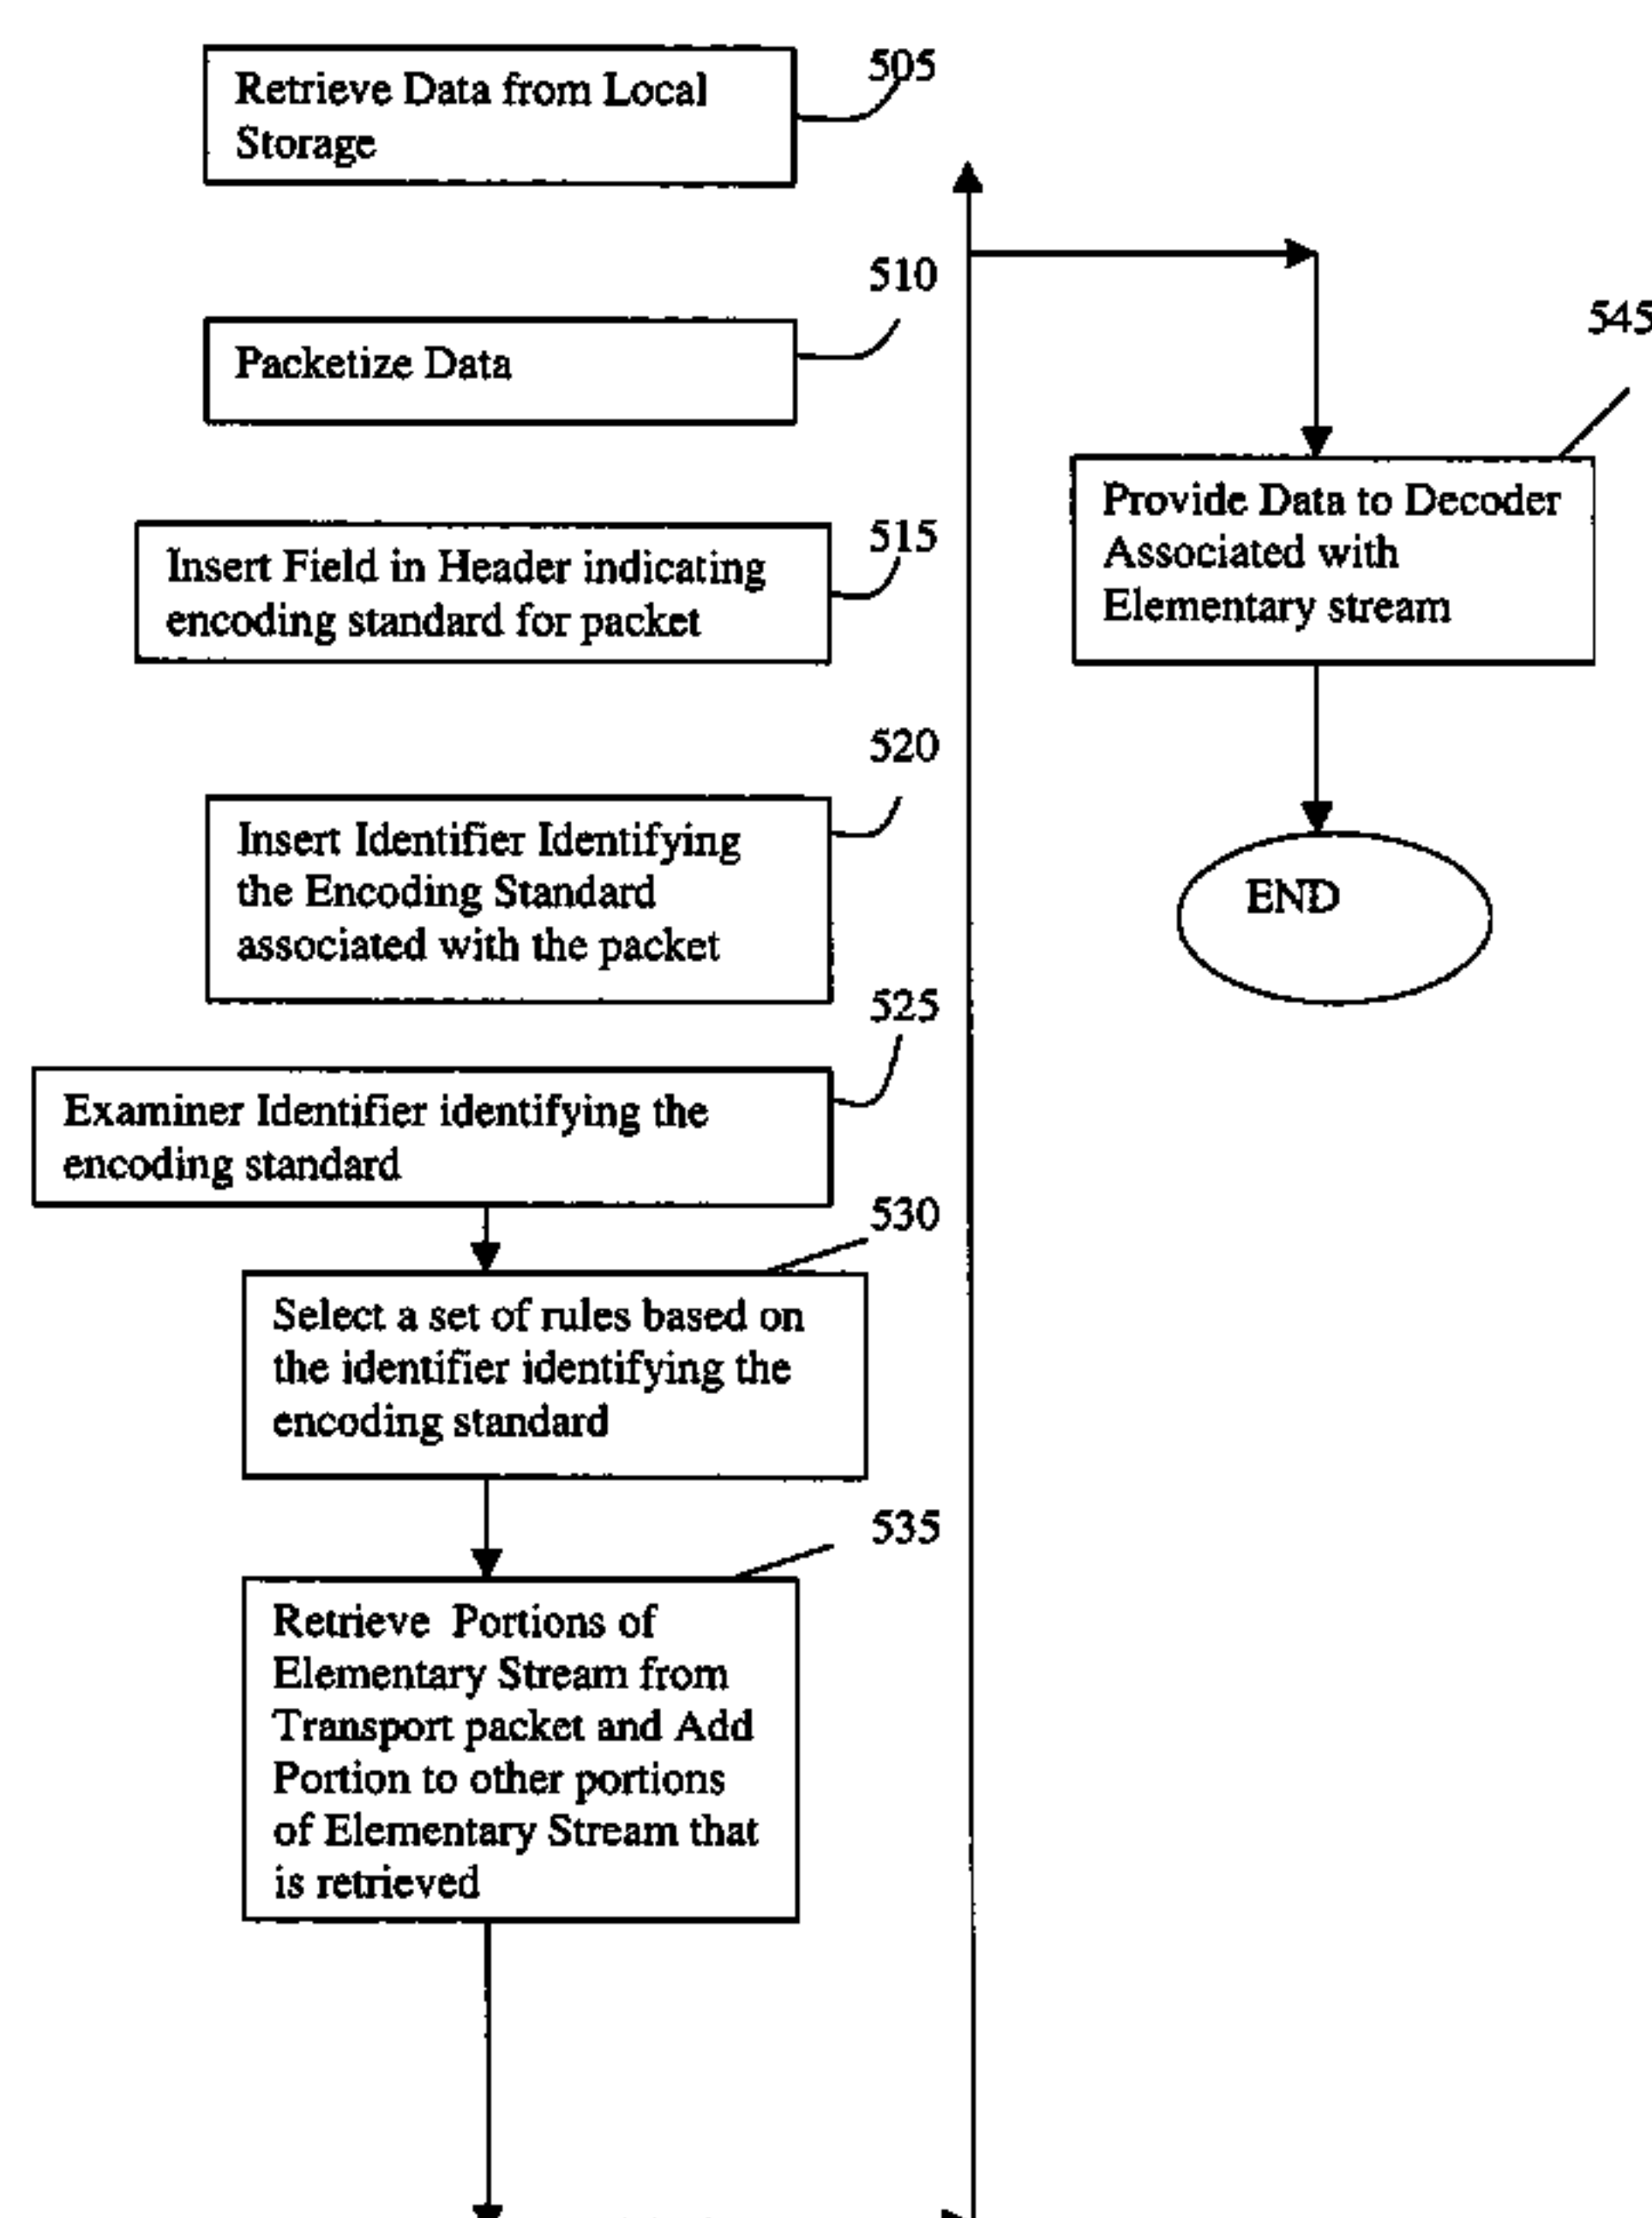 505
Retrieve Data from Local
Storage
510
Packetize Data
515
Insert Field in Header indicating
encoding standard for packet
520
Insert Identifier Identifying
the Encoding Standard
associated with the packet
525
Examiner Identifier identifying the
encoding standard
530
Select a set of rules based on
the identifier identifying the
encoding standard
535
Retrieve Portions of
Elementary Stream from
Transport packet and Add
Portion to other portions
of Elementary Stream that
is retrieved
545
Provide Data to Decoder
Associated with
Elementary stream
END